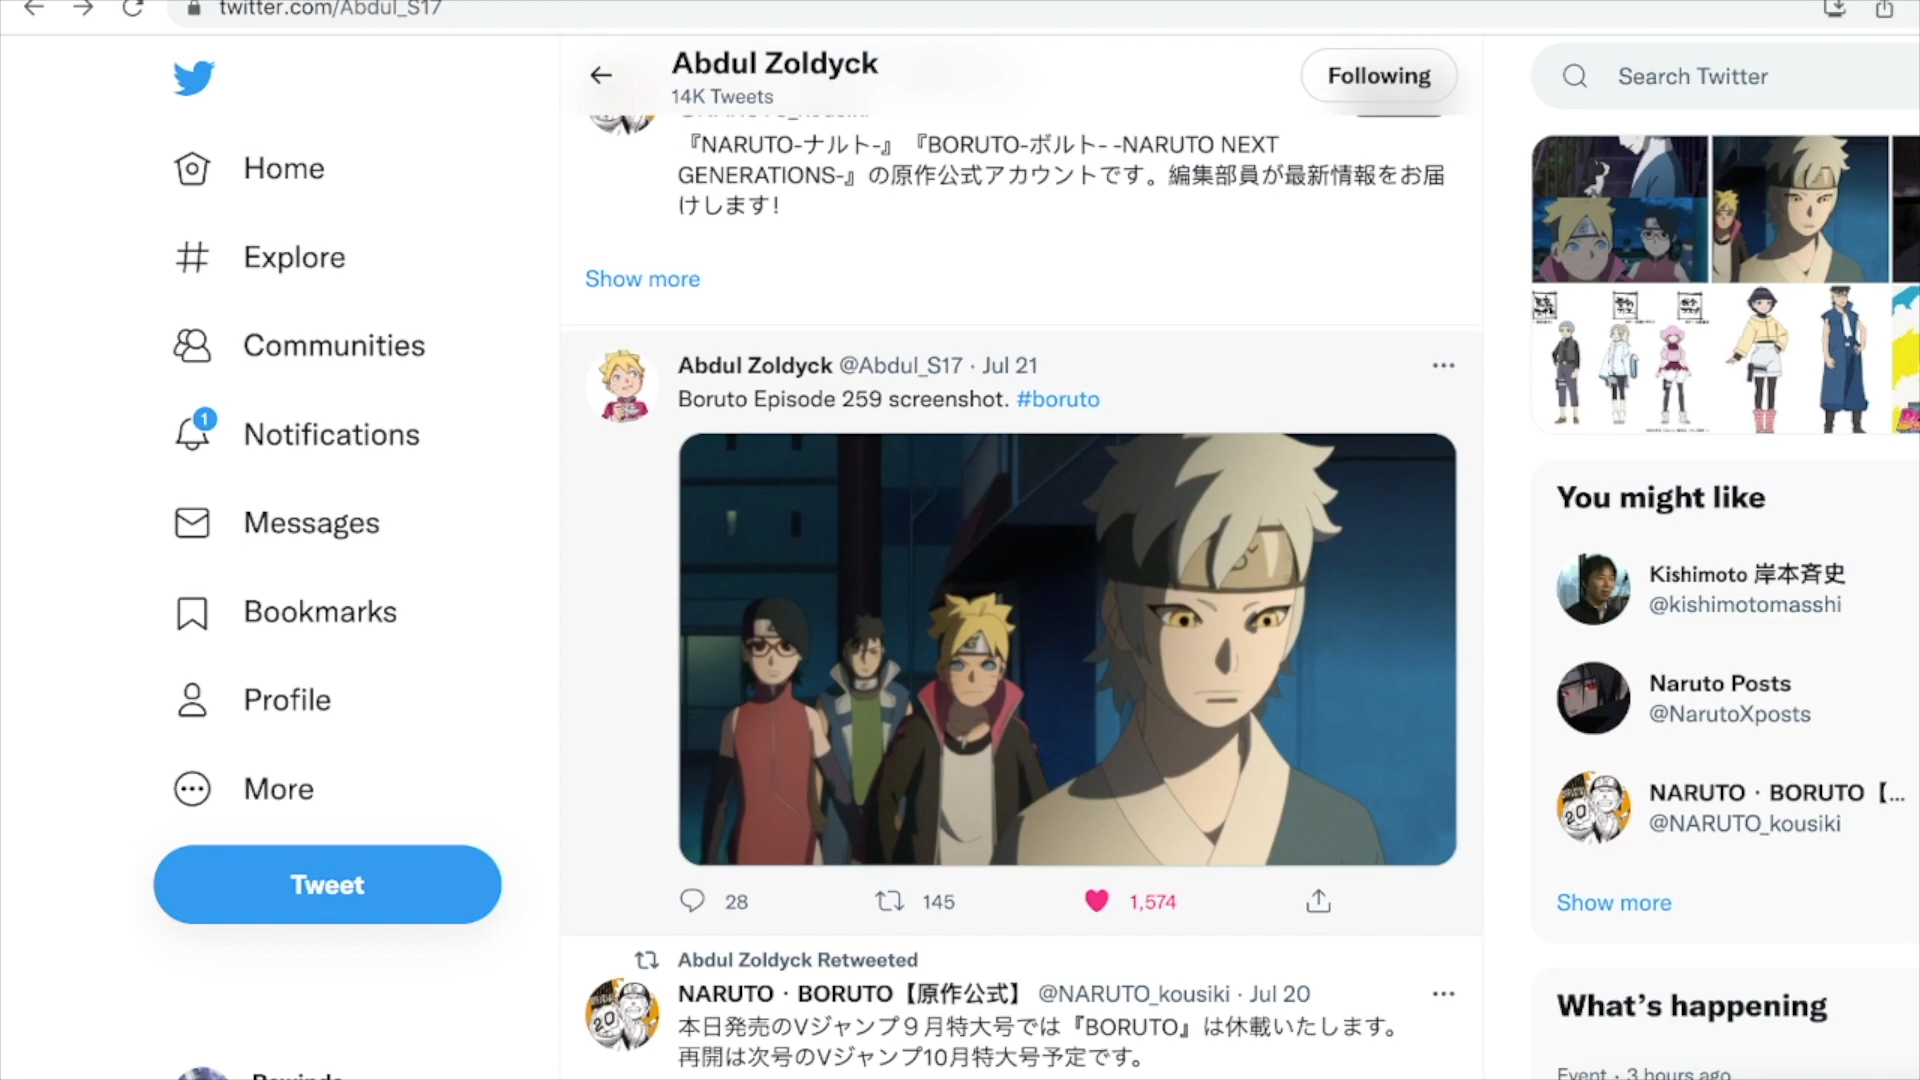 twitter.com/Abdul_S17
Abdul Zoldyck
14K Tweets
Following
Search Twitter
Home
Explore
Communities
1
Notifications
Messages
Bookmarks
Profile
More
Tweet
『NARUTO-ナルト-』『BORUTO-ボルト- -NARUTO NEXT
GENERATIONS-』の原作公式アカウントです。編集部員が最新情報をお届
けします!
Show more
Abdul Zoldyck @Abdul_S17 · Jul 21
Boruto Episode 259 screenshot. #boruto
28
145
1,574
Abdul Zoldyck Retweeted
NARUTO・BORUTO【原作公式】 @NARUTO_kousiki · Jul 20
本日発売のVジャンプ9月特大号では『BORUTO』は休載いたします。
再開は次号のVジャンプ10月特大号予定です。
You might like
Kishimoto 岸本斉史
@kishimotomasshi
Naruto Posts
@NarutoXposts
NARUTO・BORUTO【...
@NARUTO_kousiki
Show more
What's happening
Event · 3 hours ago